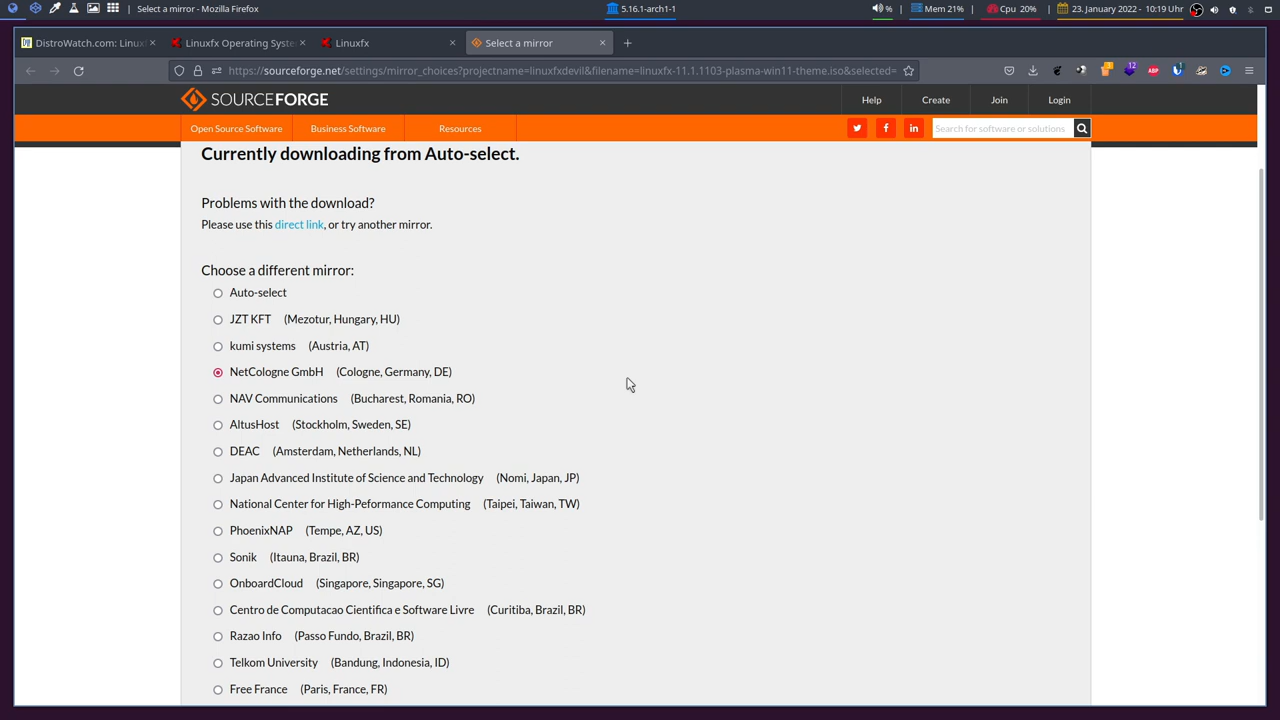 Select a mirror - Mozilla Firefox
5.16.1-arch1-1
%
Mem 21%
Cpu 20%
23. January 2022 - 10:19 Uhr
DistroWatch.com: Linux
Linuxfx Operating Syste
Linuxfx
Select a mirror
https://sourceforge.net/settings/mirror_choices?projectname=linuxfxdevil&filename=linuxfx-11.1.1103-plasma-win11-theme.iso&selected=
12
ABP
SOURCEFORGE
Help
Create
Join
Login
Open Source Software
Business Software
Resources
Search for software or solutions
Currently downloading from Auto-select.
Problems with the download?
Please use this direct link, or try another mirror.
Choose a different mirror:
Auto-select
JZT KFT (Mezotur, Hungary, HU)
kumi systems (Austria, AT)
NetCologne GmbH (Cologne, Germany, DE)
NAV Communications (Bucharest, Romania, RO)
AltusHost (Stockholm, Sweden, SE)
DEAC (Amsterdam, Netherlands, NL)
Japan Advanced Institute of Science and Technology (Nomi, Japan, JP)
National Center for High-Peformance Computing (Taipei, Taiwan, TW)
PhoenixNAP (Tempe, AZ, US)
Sonik (Itauna, Brazil, BR)
OnboardCloud (Singapore, Singapore, SG)
Centro de Computacao Cientifica e Software Livre (Curitiba, Brazil, BR)
Razao Info (Passo Fundo, Brazil, BR)
Telkom University (Bandung, Indonesia, ID)
Free France (Paris, France, FR)